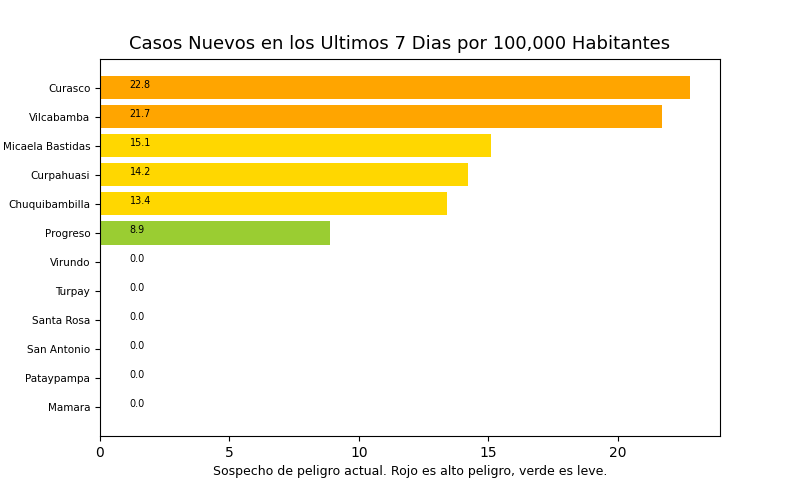 Casos Nuevos en los Ultimos 7 Dias por 100,000 Habitantes
Curasco 22.8
Vilcabamba 21.7
Micaela Bastidas 15.1
Curpahuasi 14.2
Chuquibambilla 13.4
Progreso 8.9
Virundo 0.0
Turpay 0.0
Santa Rosa 0.0
San Antonio 0.0
Pataypampa 0.0
Mamara 0.0
0 5 10 15 20
Sospecho de peligro actual. Rojo es alto peligro, verde es leve.